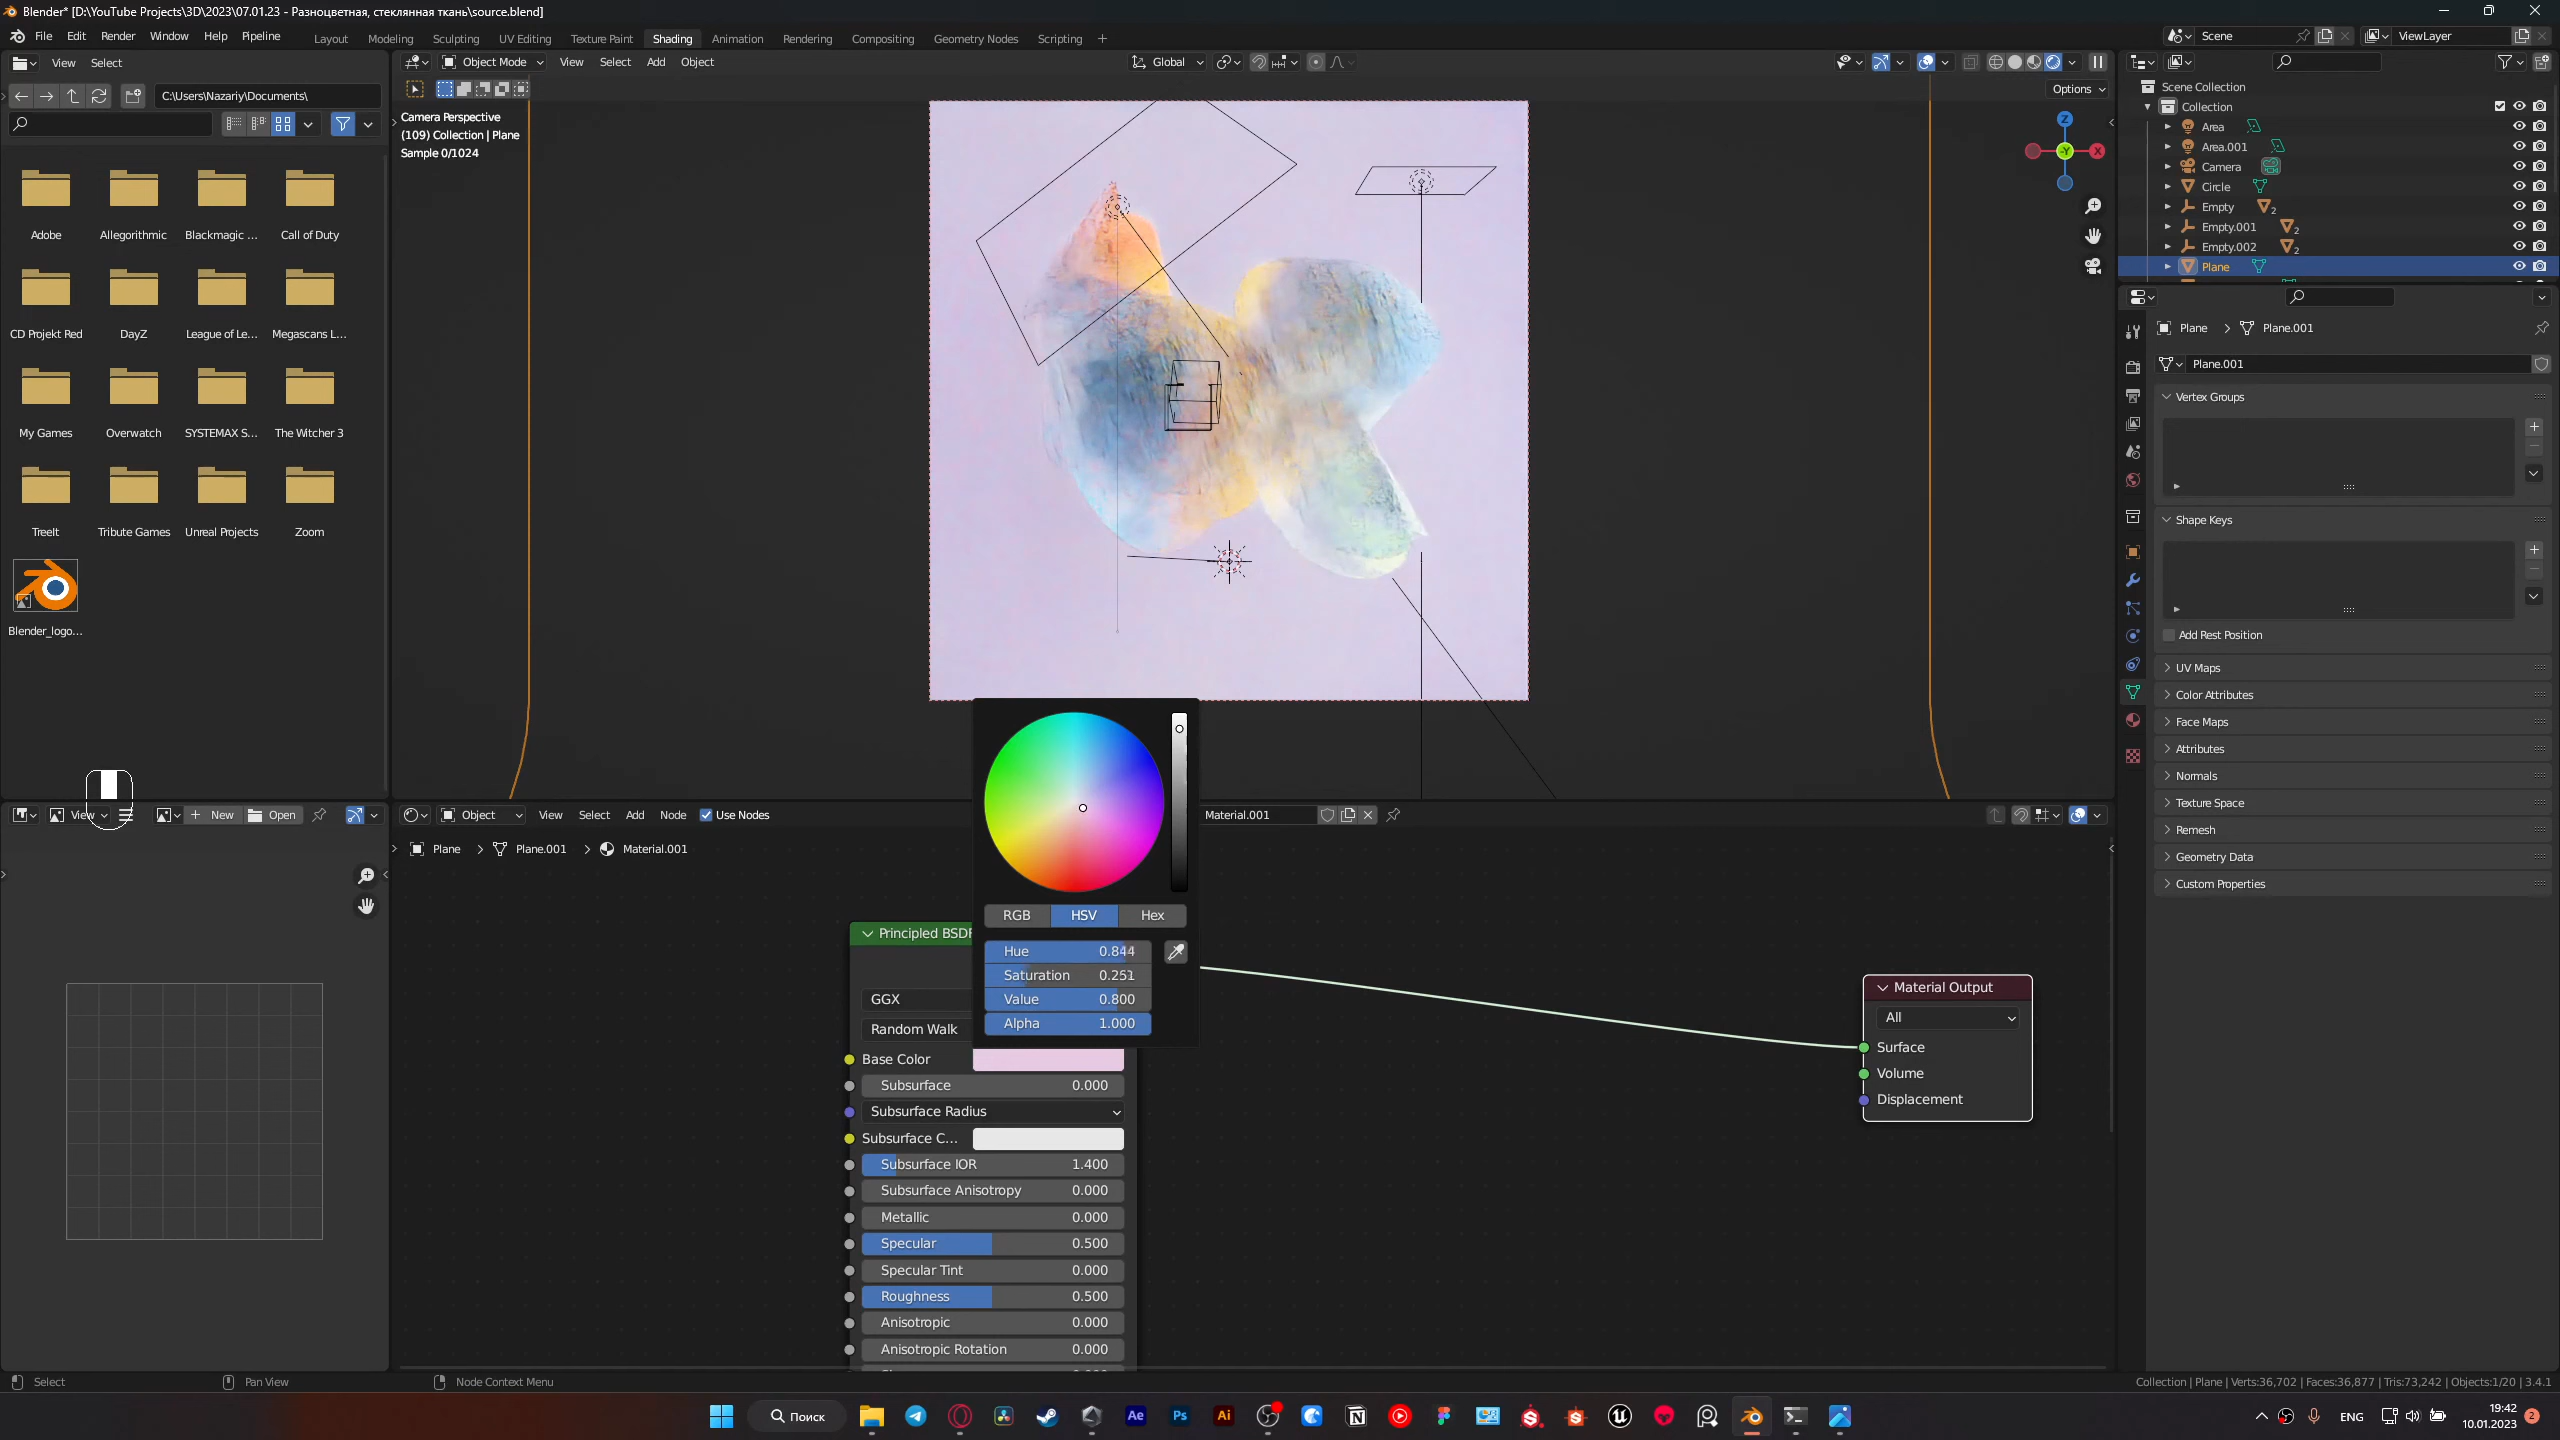 Blender* [D:\YouTube Projects\3D\2023\07.01.23 - Разноцветная, стеклянная ткань\source.blend]
File Edit Render Window Help Pipeline
Layout Modeling Sculpting UV Editing Texture Paint Shading Animation Rendering Compositing Geometry Nodes Scripting +
Scene
ViewLayer
View Select
C:\Users\Nazariy\Documents\
Adobe
Allegorithmic
Blackmagic ...
Call of Duty
CD Projekt Red
DayZ
League of Le...
Megascans L...
My Games
Overwatch
SYSTEMAX S...
The Witcher 3
TreeIt
Tribute Games
Unreal Projects
Zoom
Blender_logo...
Object Mode View Select Add Object
Global
Options
Camera Perspective
(109) Collection | Plane
Sample 0/1024
Z
-Y
X
Scene Collection
Collection
Area
Area.001
Camera
Circle
Empty 2
Empty.001 2
Empty.002 2
Plane
Plane > Plane.001
Plane.001
Vertex Groups
Shape Keys
Add Rest Position
UV Maps
Color Attributes
Face Maps
Attributes
Normals
Texture Space
Remesh
Geometry Data
Custom Properties
View
New
Open
Object View Select Add Node Use Nodes
Material.001
Plane > Plane.001 > Material.001
RGB HSV Hex
Hue 0.844
Saturation 0.251
Value 0.800
Alpha 1.000
Principled BSDF
GGX
Random Walk
Base Color
Subsurface 0.000
Subsurface Radius
Subsurface C...
Subsurface IOR 1.400
Subsurface Anisotropy 0.000
Metallic 0.000
Specular 0.500
Specular Tint 0.000
Roughness 0.500
Anisotropic 0.000
Anisotropic Rotation 0.000
Material Output
All
Surface
Volume
Displacement
Select
Pan View
Node Context Menu
Collection | Plane | Verts:36,702 | Faces:36,877 | Tris:73,242 | Objects:1/20 | 3.4.1
Поиск
Ae
Ps
Ai
ENG
19:42
10.01.2023
2